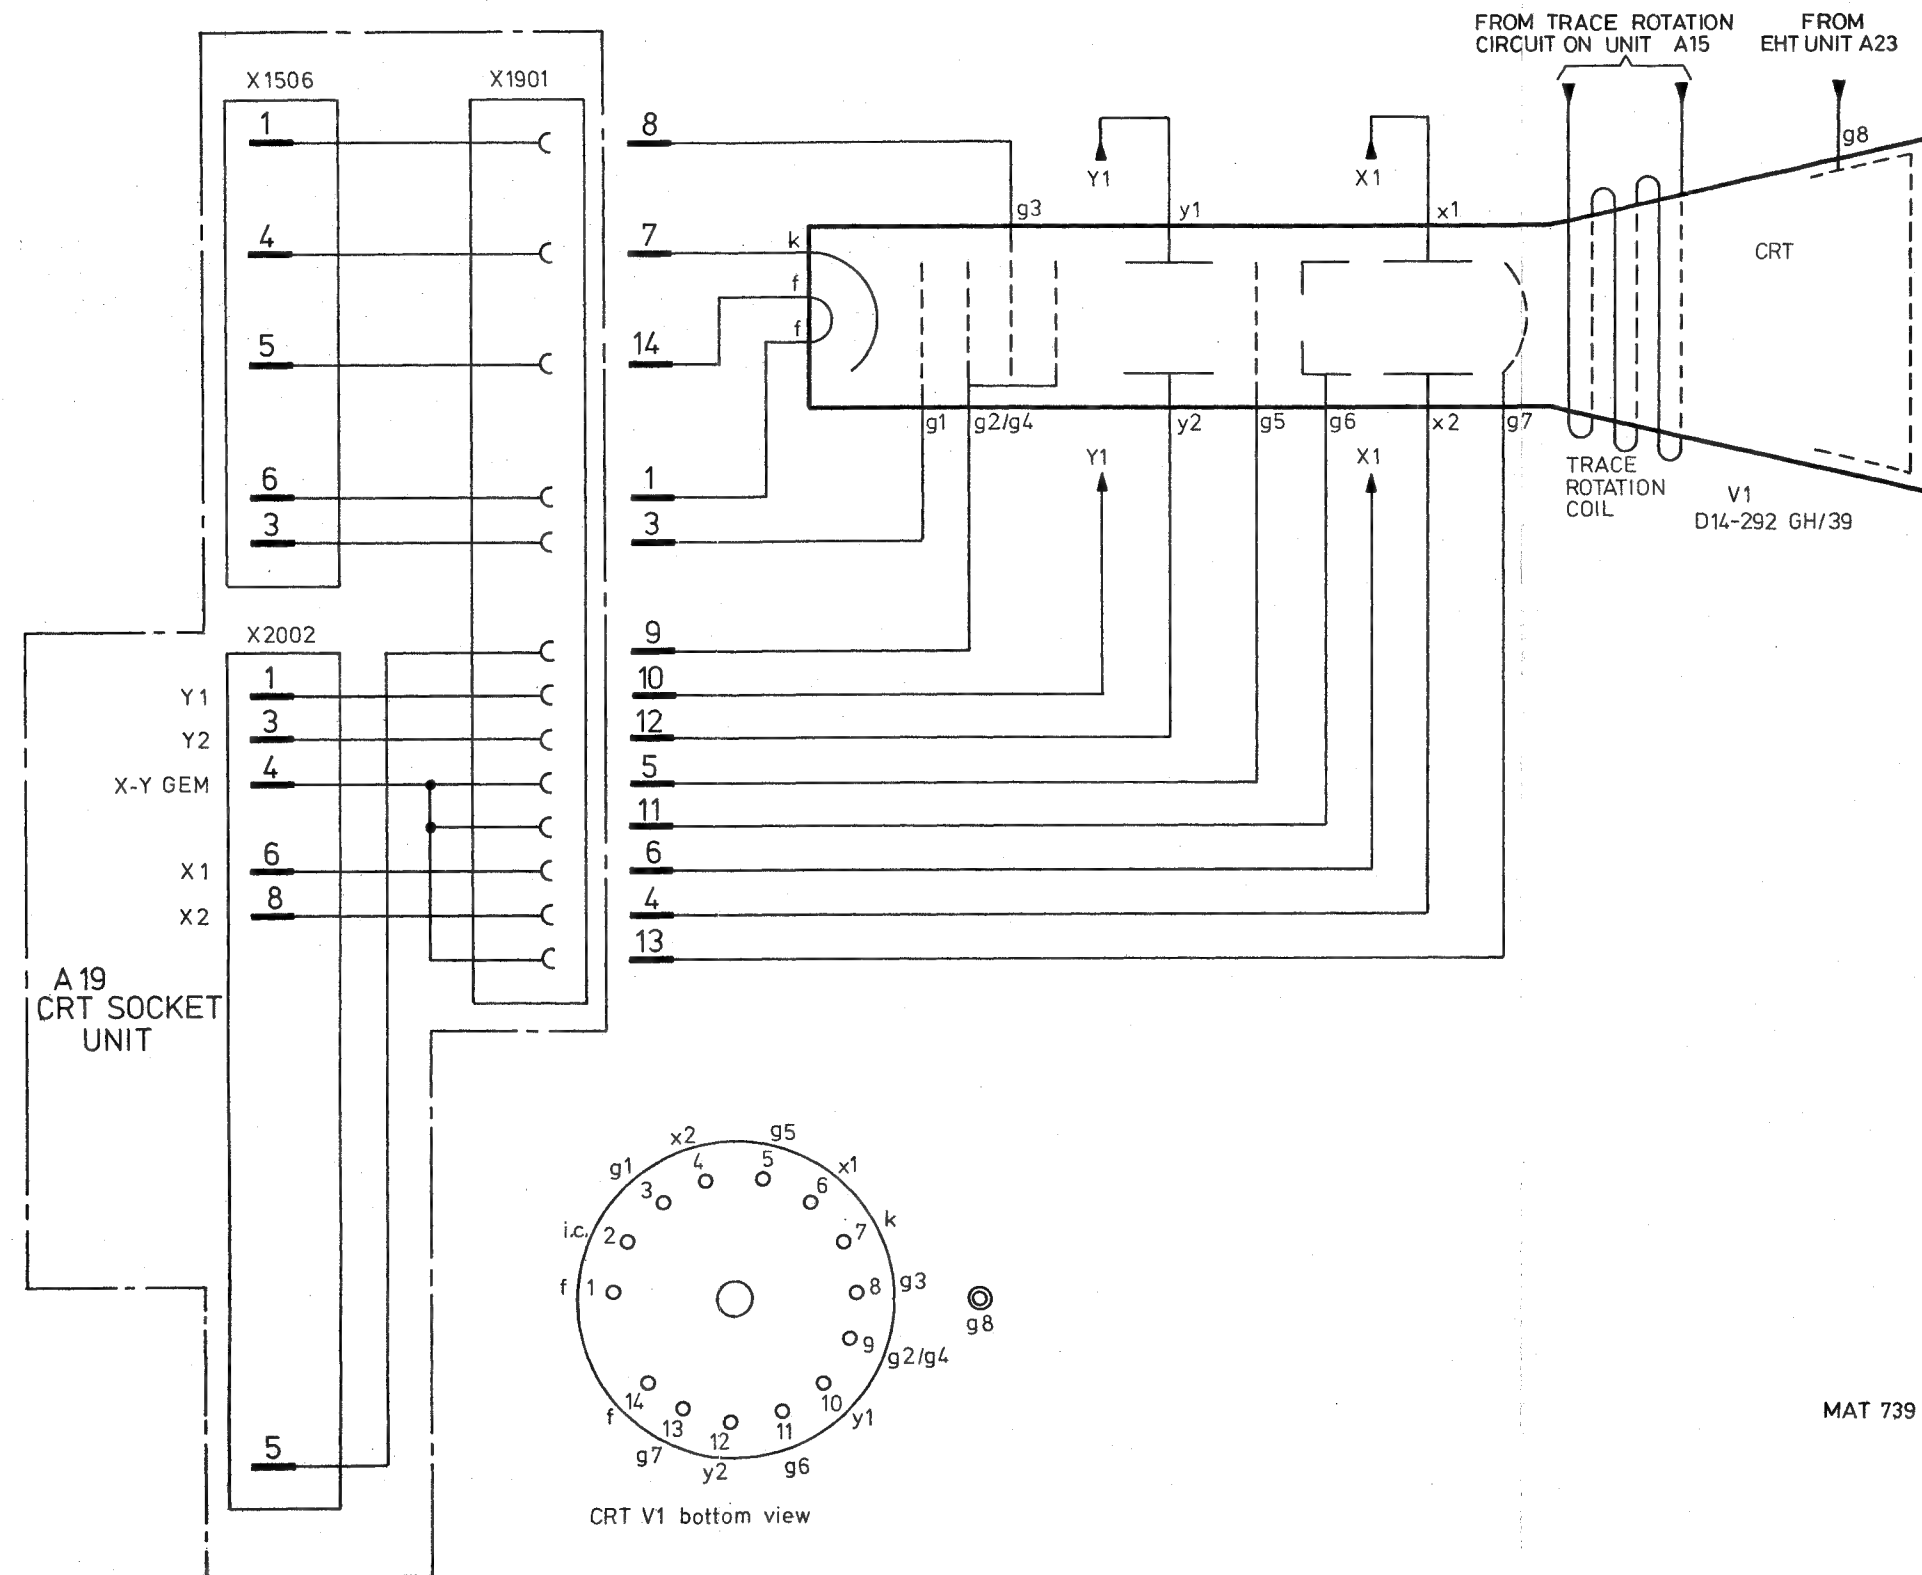 FROM TRACE ROTATION
CIRCUIT ON UNIT A15
FROM
EHT UNIT A23
X1506
X1901
1
8
g8
Y1
X1
g3
y1
x1
4
7
k
CRT
f
f
5
14
g1
g2/g4
y2
g5
g6
x2
g7
Y1
X1
TRACE
ROTATION
COIL
V1
D14-292 GH/39
6
1
3
3
X2002
9
Y1
1
10
Y2
3
12
X-Y GEM
4
5
11
X1
6
6
X2
8
4
13
A19
CRT SOCKET
UNIT
x2
g5
g1
4
5
x1
3
6
i.c.
2
7
k
f
1
8
g3
g8
9
g2/g4
14
10
f
13
12
11
y1
g7
y2
g6
5
CRT V1 bottom view
MAT 739